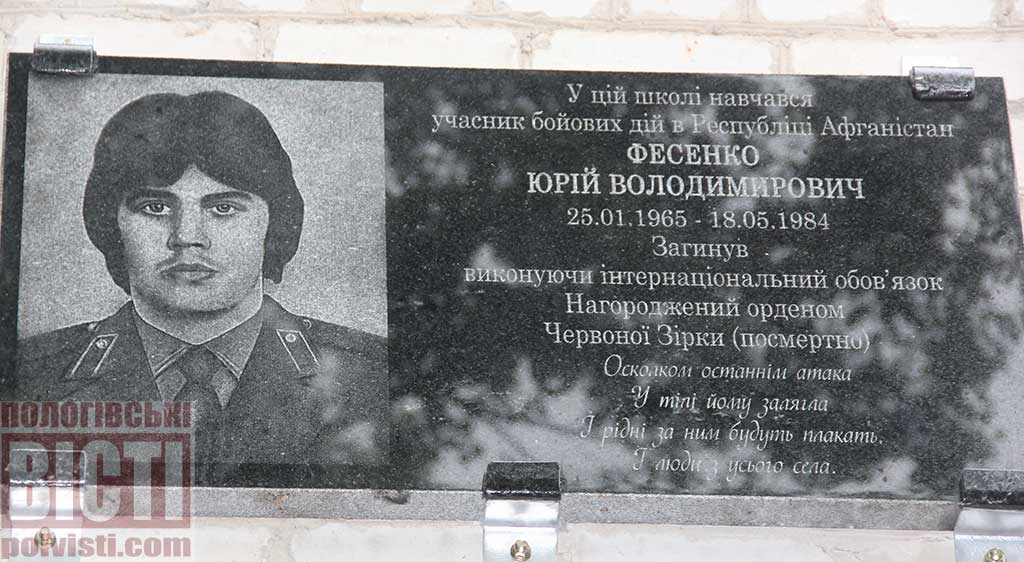 У цій школі навчався
учасник бойових дій в Республіці Афганістан
ФЕСЕНКО
ЮРІЙ ВОЛОДИМИРОВИЧ
25.01.1965 - 18.05.1984
Загинув
виконуючи інтернаціональний обов'язок
Нагороджений орденом
Червоної Зірки (посмертно)
Осколком останнім атака
У тілі йому залягла
І рідні за ним будуть плакать,
І люди з усього села.
ПОЛОГІВСЬКІ
ВІСТІ
polvisti.com